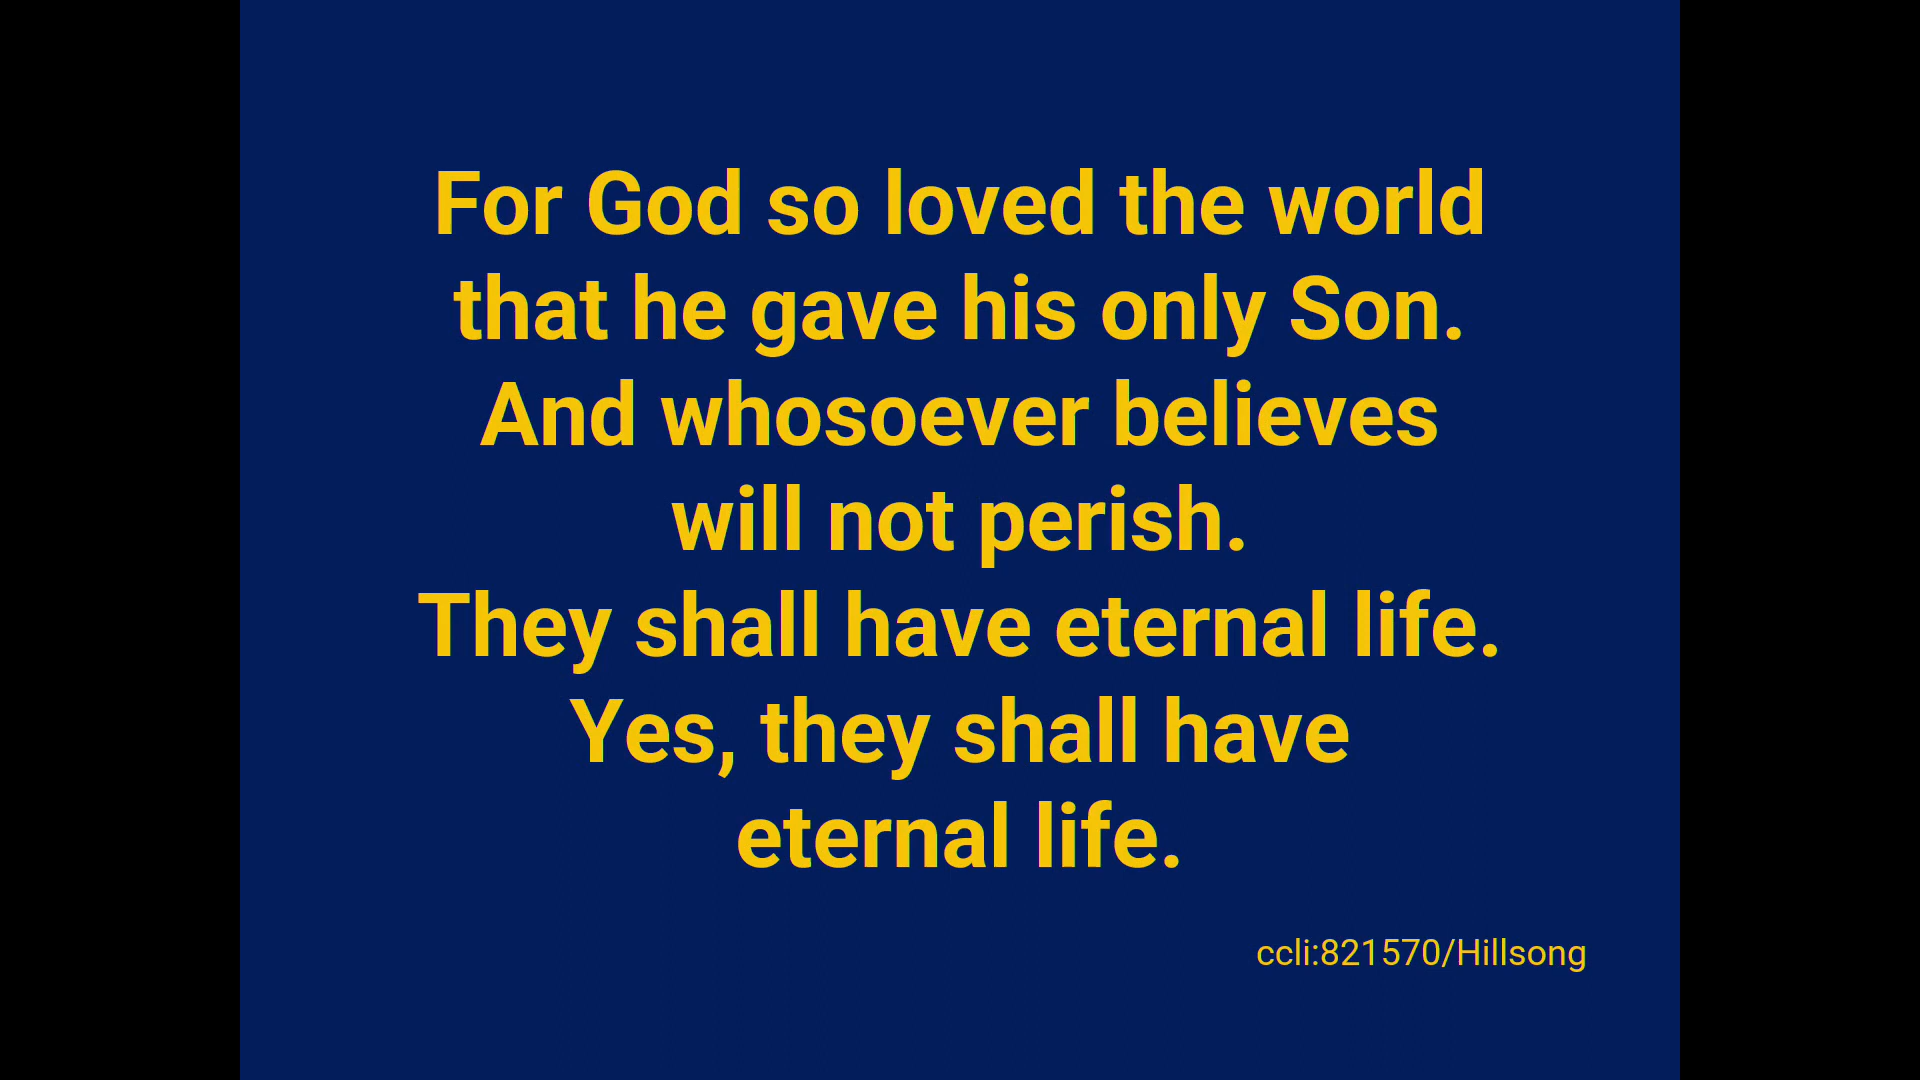 For God so loved the world
that he gave his only Son.
And whosoever believes
will not perish.
They shall have eternal life.
Yes, they shall have
eternal life.
ccli:821570/Hillsong